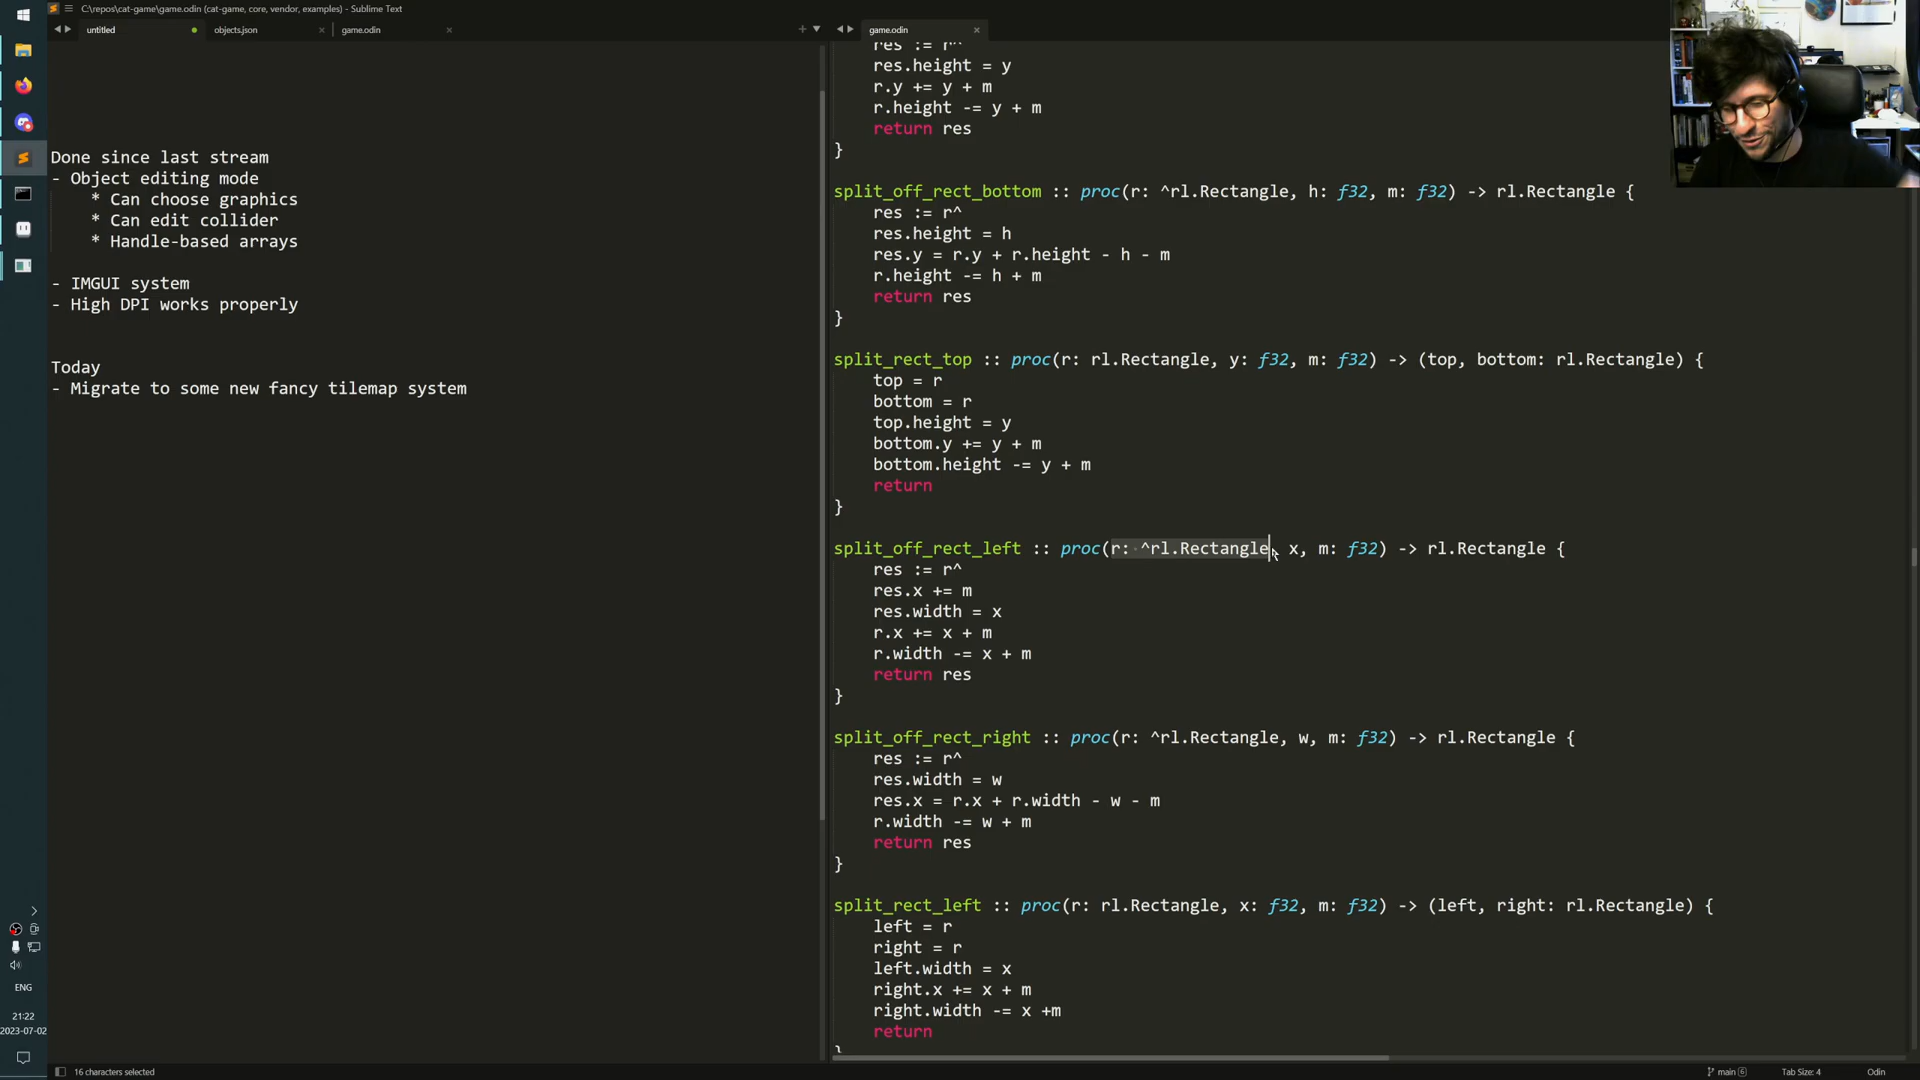 C:\repos\cat-game\game.odin (cat-game, core, vendor, examples) - Sublime Text
untitled
objects.json
game.odin
game.odin
Done since last stream
- Object editing mode
* Can choose graphics
* Can edit collider
* Handle-based arrays
- IMGUI system
- High DPI works properly
Today
- Migrate to some new fancy tilemap system
res := r^
res.height = y
r.y += y + m
r.height -= y + m
return res
}
split_off_rect_bottom :: proc(r: ^rl.Rectangle, h: f32, m: f32) -> rl.Rectangle {
res := r^
res.height = h
res.y = r.y + r.height - h - m
r.height -= h + m
return res
}
split_rect_top :: proc(r: rl.Rectangle, y: f32, m: f32) -> (top, bottom: rl.Rectangle) {
top = r
bottom = r
top.height = y
bottom.y += y + m
bottom.height -= y + m
return
}
split_off_rect_left :: proc(r: ^rl.Rectangle, x, m: f32) -> rl.Rectangle {
res := r^
res.x += m
res.width = x
r.x += x + m
r.width -= x + m
return res
}
split_off_rect_right :: proc(r: ^rl.Rectangle, w, m: f32) -> rl.Rectangle {
res := r^
res.width = w
res.x = r.x + r.width - w - m
r.width -= w + m
return res
}
split_rect_left :: proc(r: rl.Rectangle, x: f32, m: f32) -> (left, right: rl.Rectangle) {
left = r
right = r
left.width = x
right.x += x + m
right.width -= x +m
return
}
ENG
21:22
2023-07-02
16 characters selected
main 6
Tab Size: 4
Odin